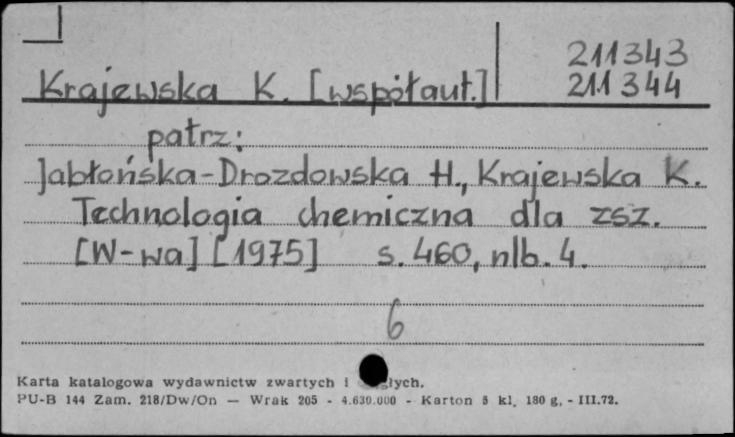 211343
Krajewska K. [współaut.] 211344
patrz:
Jabłońska-Drozdowska H., Krajewska K.
Technologia chemiczna dla zsz.
[W-wa] [1975] s. 460, nlb. 4.
6
Karta katalogowa wydawnictw zwartych i
PU-B 144 Zam. 218/Dw/On — Wrak 205 - 4.630.000 - Karton 5 kl. 180 g, - III.72.